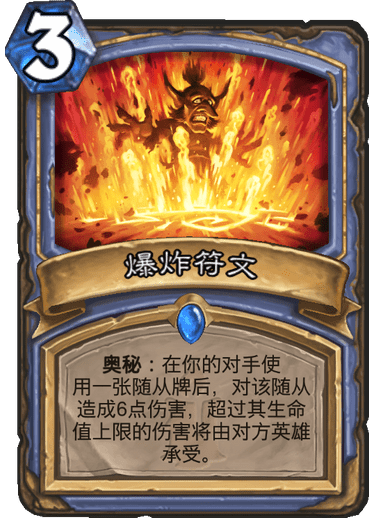 3
爆炸符文
奥秘：在你的对手使
用一张随从牌后，对该随从
造成6点伤害，超过其生命
值上限的伤害将由对方英雄
承受。